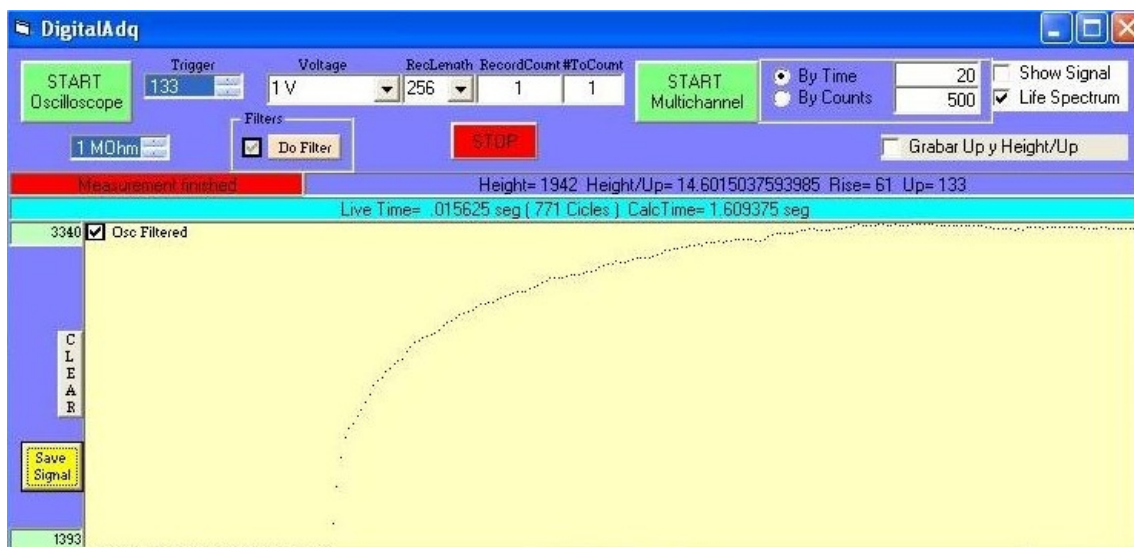 DigitalAdq
START Oscilloscope
Trigger
133
Voltage
1 V
RecLength
256
RecordCount
1
#ToCount
1
START Multichannel
By Time
20
By Counts
500
Show Signal
Life Spectrum
1 MOhm
Filters
Do Filter
STOP
Grabar Up y Height/Up
Measurement finished
Height= 1942 Height/Up= 14.6015037593985 Rise= 61 Up= 133
Live Time= .015625 seg ( 771 Cicles ) CalcTime= 1.609375 seg
3340
Osc Filtered
CLEAR
Save Signal
1393